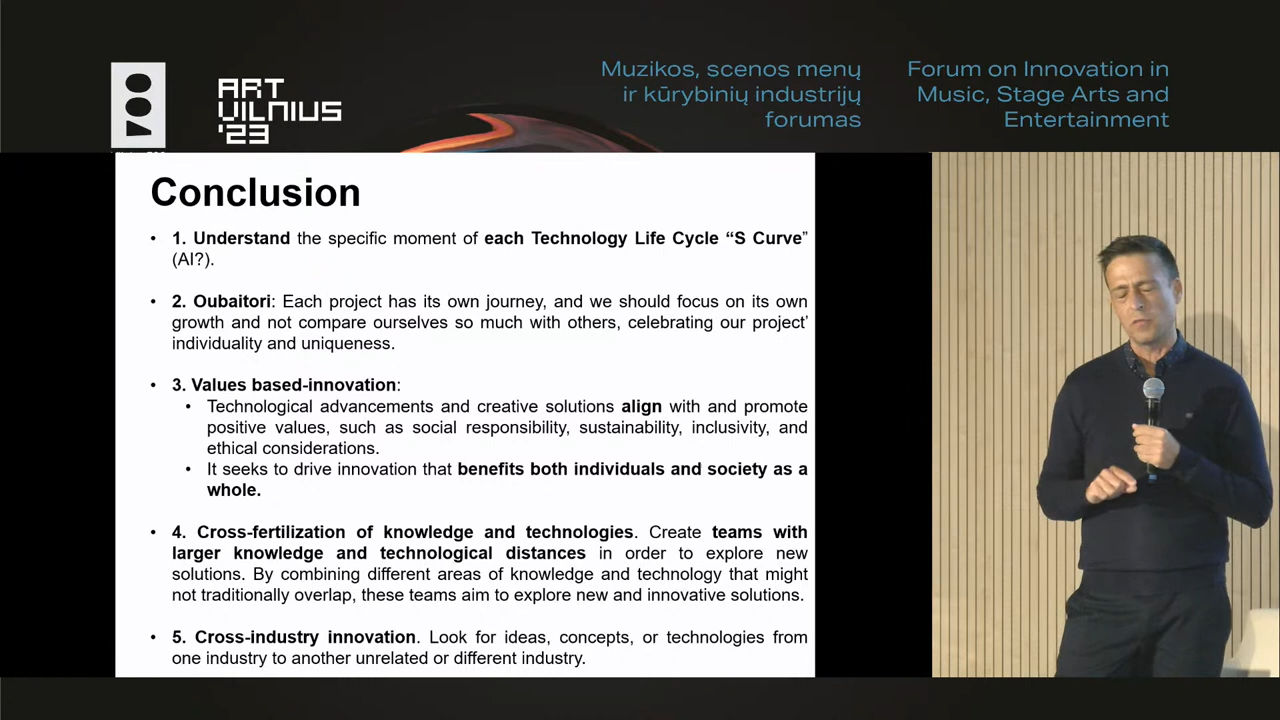 ART
VILNIUS
'23
Muzikos, scenos menų
ir kūrybinių industrijų
forumas
Forum on Innovation in
Music, Stage Arts and
Entertainment
Conclusion
• 1. Understand the specific moment of each Technology Life Cycle “S Curve”
(AI?).
• 2. Oubaitori: Each project has its own journey, and we should focus on its own
growth and not compare ourselves so much with others, celebrating our project’
individuality and uniqueness.
• 3. Values based-innovation:
• Technological advancements and creative solutions align with and promote
positive values, such as social responsibility, sustainability, inclusivity, and
ethical considerations.
• It seeks to drive innovation that benefits both individuals and society as a
whole.
• 4. Cross-fertilization of knowledge and technologies. Create teams with
larger knowledge and technological distances in order to explore new
solutions. By combining different areas of knowledge and technology that might
not traditionally overlap, these teams aim to explore new and innovative solutions.
• 5. Cross-industry innovation. Look for ideas, concepts, or technologies from
one industry to another unrelated or different industry.